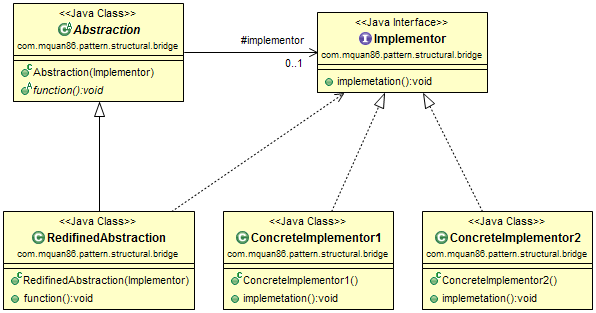 <<Java Class>>
Abstraction
com.mquan86.pattern.structural.bridge
Abstraction(Implementor)
function():void
#implementor
0..1
<<Java Interface>>
Implementor
com.mquan86.pattern.structural.bridge
implemetation():void
<<Java Class>>
RedifinedAbstraction
com.mquan86.pattern.structural.bridge
RedifinedAbstraction(Implementor)
function():void
<<Java Class>>
ConcreteImplementor1
com.mquan86.pattern.structural.bridge
ConcreteImplementor1()
implemetation():void
<<Java Class>>
ConcreteImplementor2
com.mquan86.pattern.structural.bridge
ConcreteImplementor2()
implemetation():void